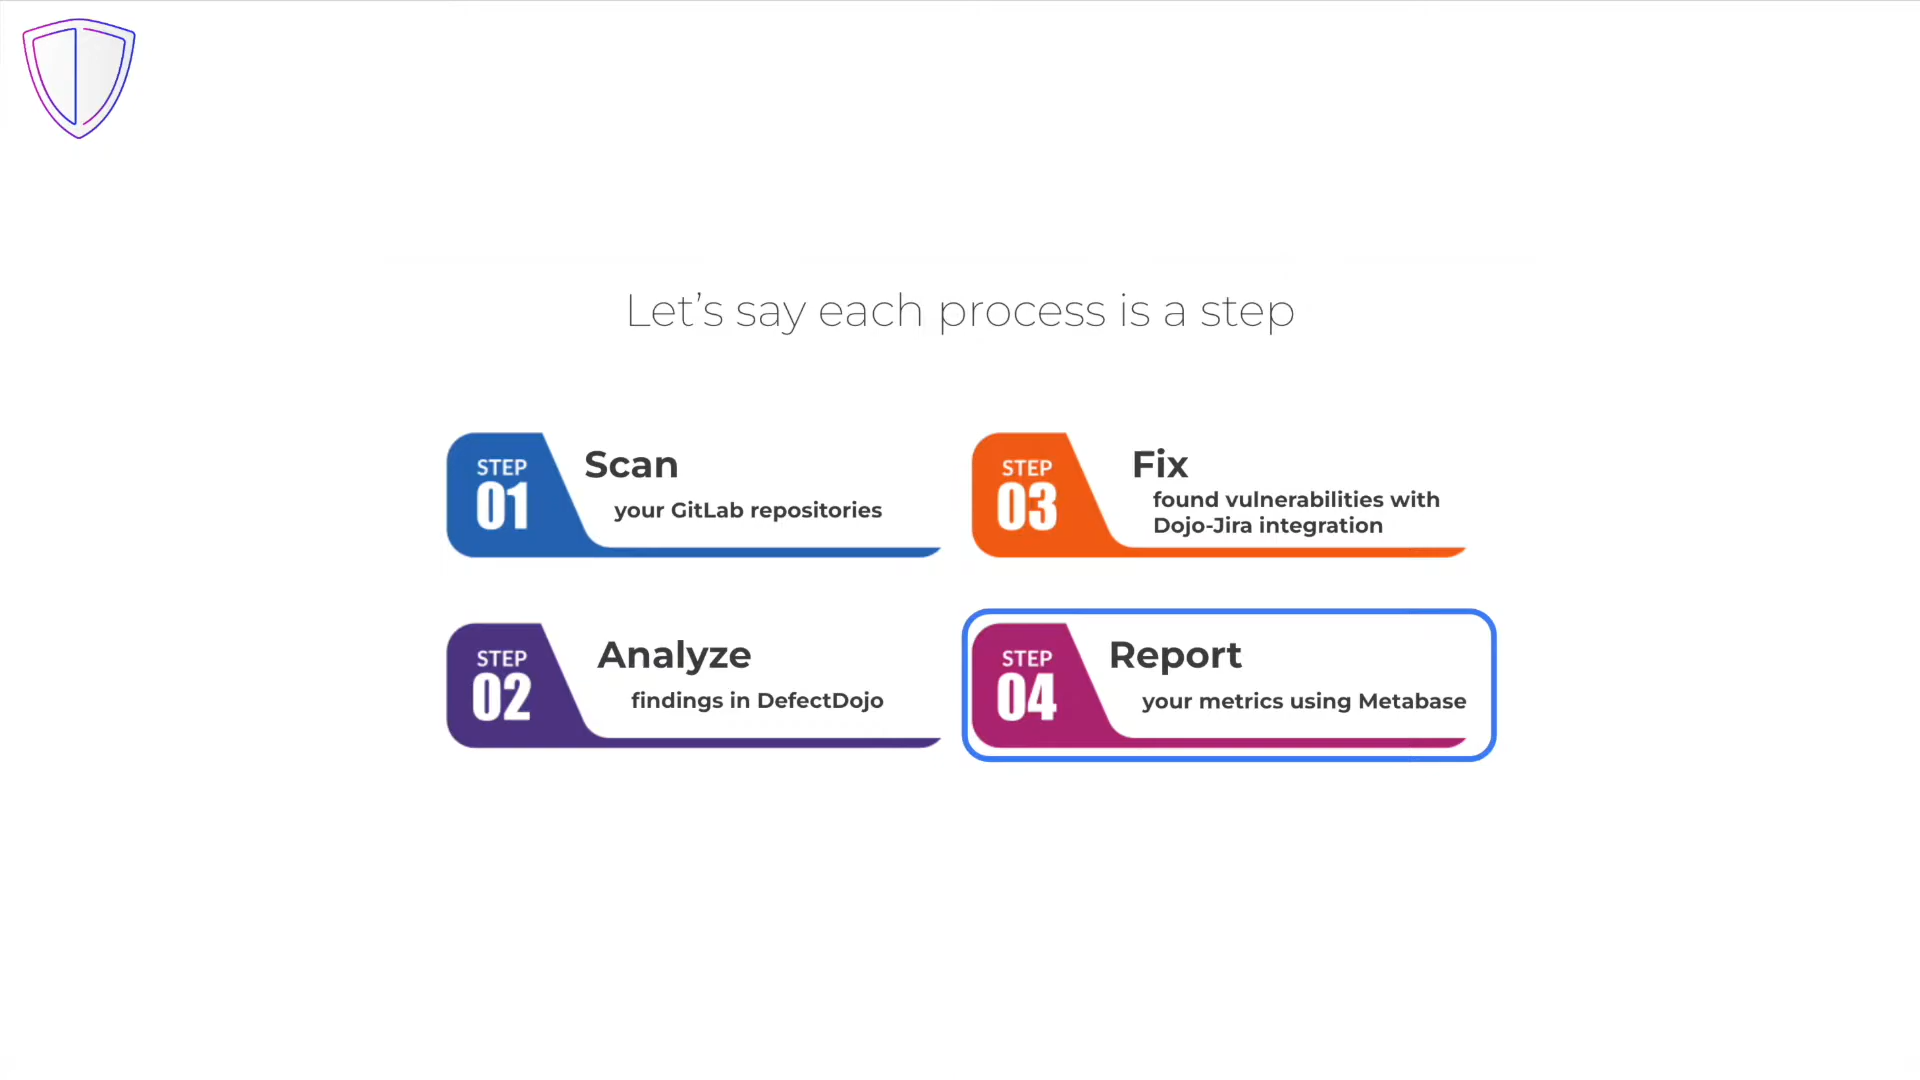 Let’s say each process is a step
STEP
01
Scan
your GitLab repositories
STEP
02
Analyze
findings in DefectDojo
STEP
03
Fix
found vulnerabilities with
Dojo-Jira integration
STEP
04
Report
your metrics using Metabase